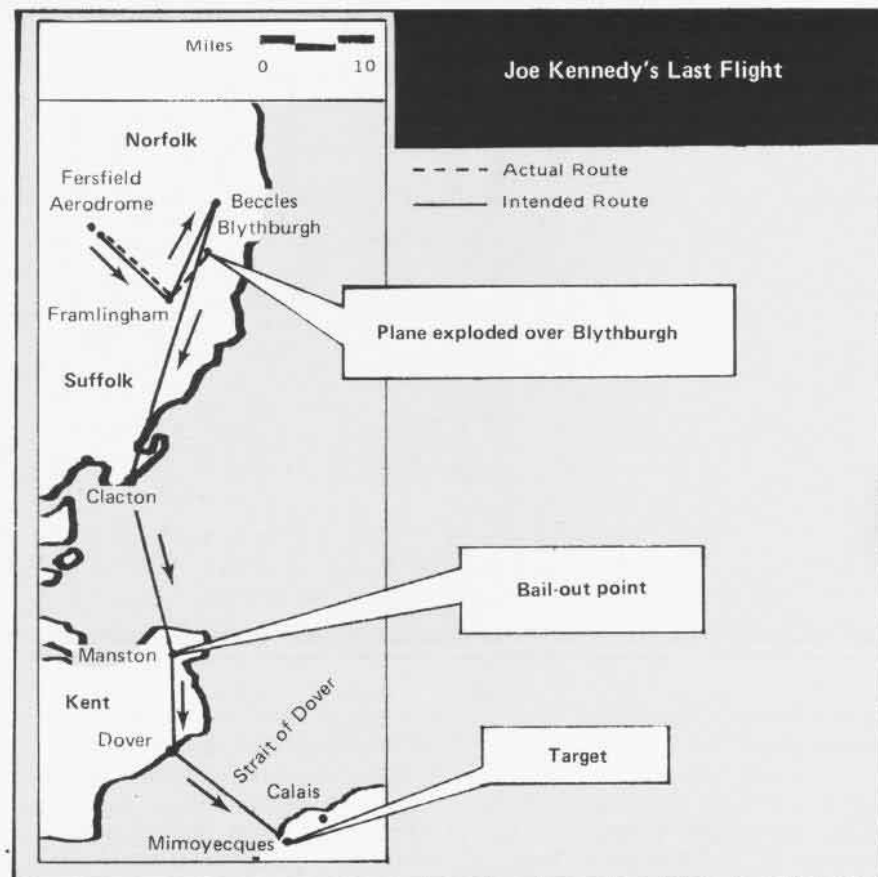 Miles
0 10
Joe Kennedy's Last Flight
Actual Route
Intended Route
Norfolk
Fersfield
Aerodrome
Beccles
Blythburgh
Framlingham
Plane exploded over Blythburgh
Suffolk
Clacton
Bail-out point
Manston
Kent
Dover
Strait of Dover
Target
Calais
Mimoyecques